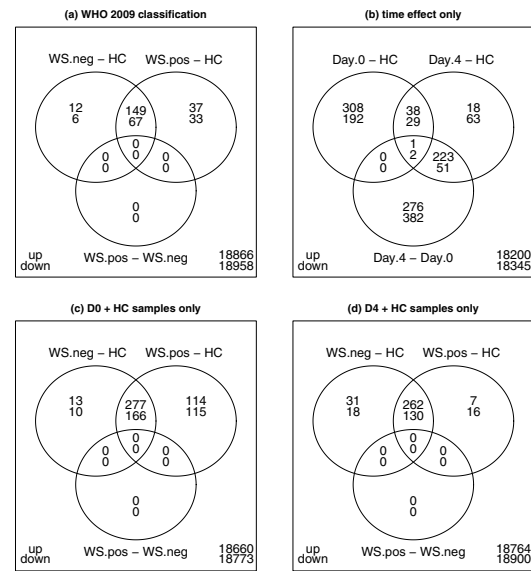 (a) WHO 2009 classification
WS.neg − HC WS.pos − HC
12 149 37
6 67 33
0
0
0 0
0 0
0
0
up 18866
down WS.pos − WS.neg 18958
(b) time effect only
Day.0 − HC Day.4 − HC
308 38 18
192 29 63
1
2
0 223
0 51
276
382
up 18200
down Day.4 − Day.0 18345
(c) D0 + HC samples only
WS.neg − HC WS.pos − HC
13 277 114
10 166 115
0
0
0 0
0 0
0
0
up 18660
down WS.pos − WS.neg 18773
(d) D4 + HC samples only
WS.neg − HC WS.pos − HC
31 262 7
18 130 16
0
0
0 0
0 0
0
0
up 18764
down WS.pos − WS.neg 18900